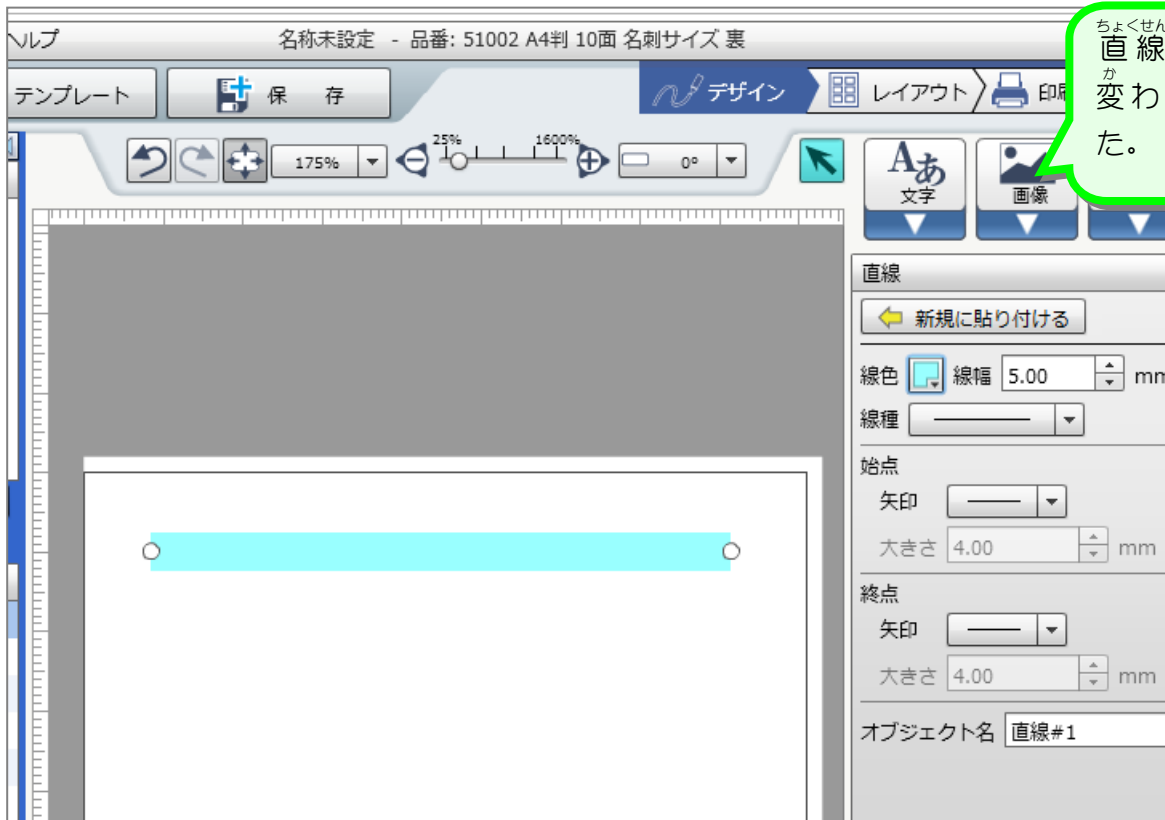 ヘルプ
名称未設定 - 品番: 51002 A4判 10面 名刺サイズ 裏
ちょくせん
直線
か
変わ
た。
テンプレート
保 存
デザイン
レイアウト
印刷
175%
25%
1600%
0°
Aあ
文字
画像
直線
新規に貼り付ける
線色 線幅 5.00 mm
線種
始点
矢印
大きさ 4.00 mm
終点
矢印
大きさ 4.00 mm
オブジェクト名 直線#1